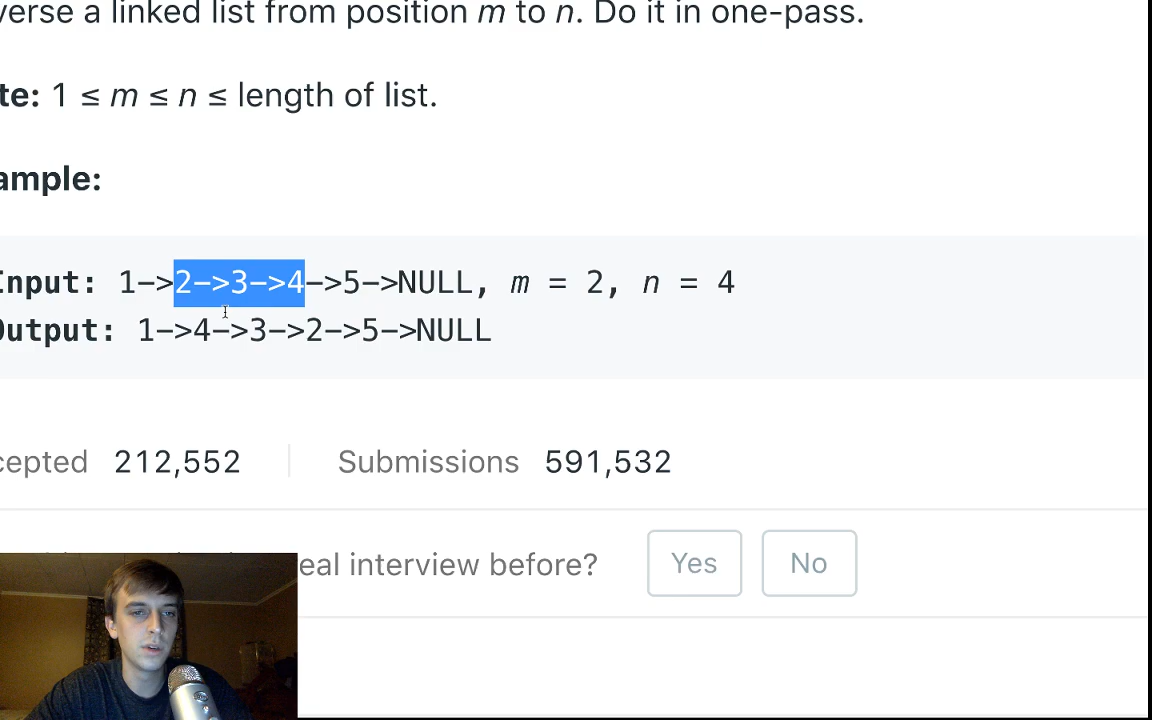 verse a linked list from position m to n. Do it in one-pass.
te: 1 ≤ m ≤ n ≤ length of list.
ample:
Input: 1->2->3->4->5->NULL, m = 2, n = 4
Output: 1->4->3->2->5->NULL
cepted 212,552 Submissions 591,532
eal interview before? Yes No